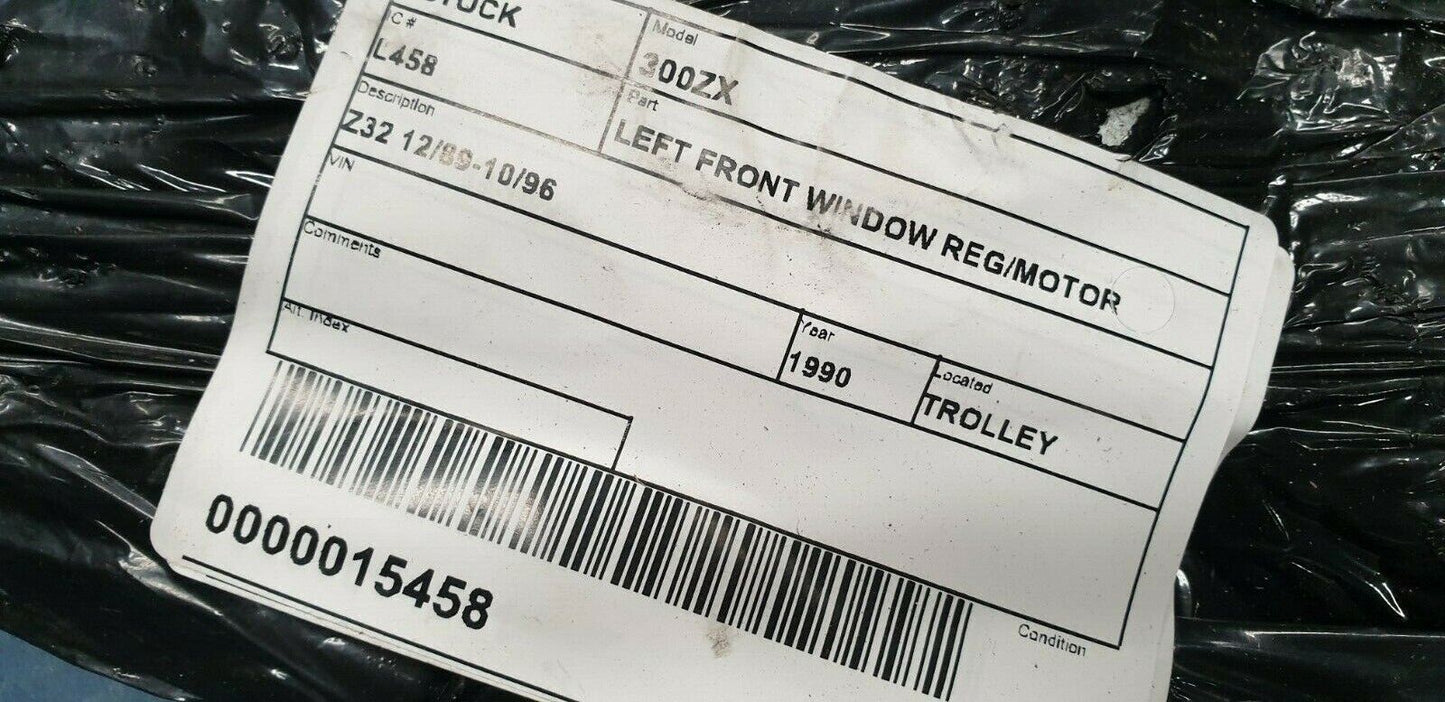 STOCK
C #
L458
Model
300ZX
Description
Z32 12/89-10/96
Part
LEFT FRONT WINDOW REG/MOTOR
VIN
Comments
Year
1990
Located
TROLLEY
Alt. Index
0000015458
Condition